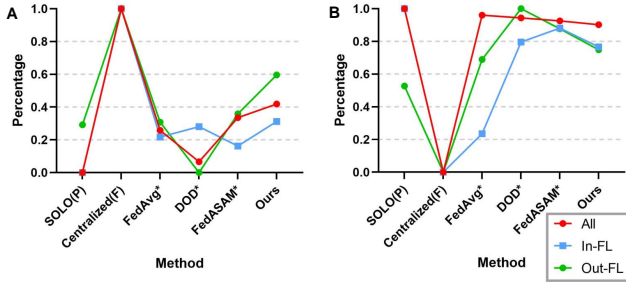 A
Percentage
1.0
0.8
0.6
0.4
0.2
0.0
SOLO(P)
Centralized(F)
FedAvg*
DOD*
FedASAM*
Ours
Method
B
Percentage
1.0
0.8
0.6
0.4
0.2
0.0
SOLO(P)
Centralized(F)
FedAvg*
DOD*
FedASAM*
Ours
Method
All
In-FL
Out-FL